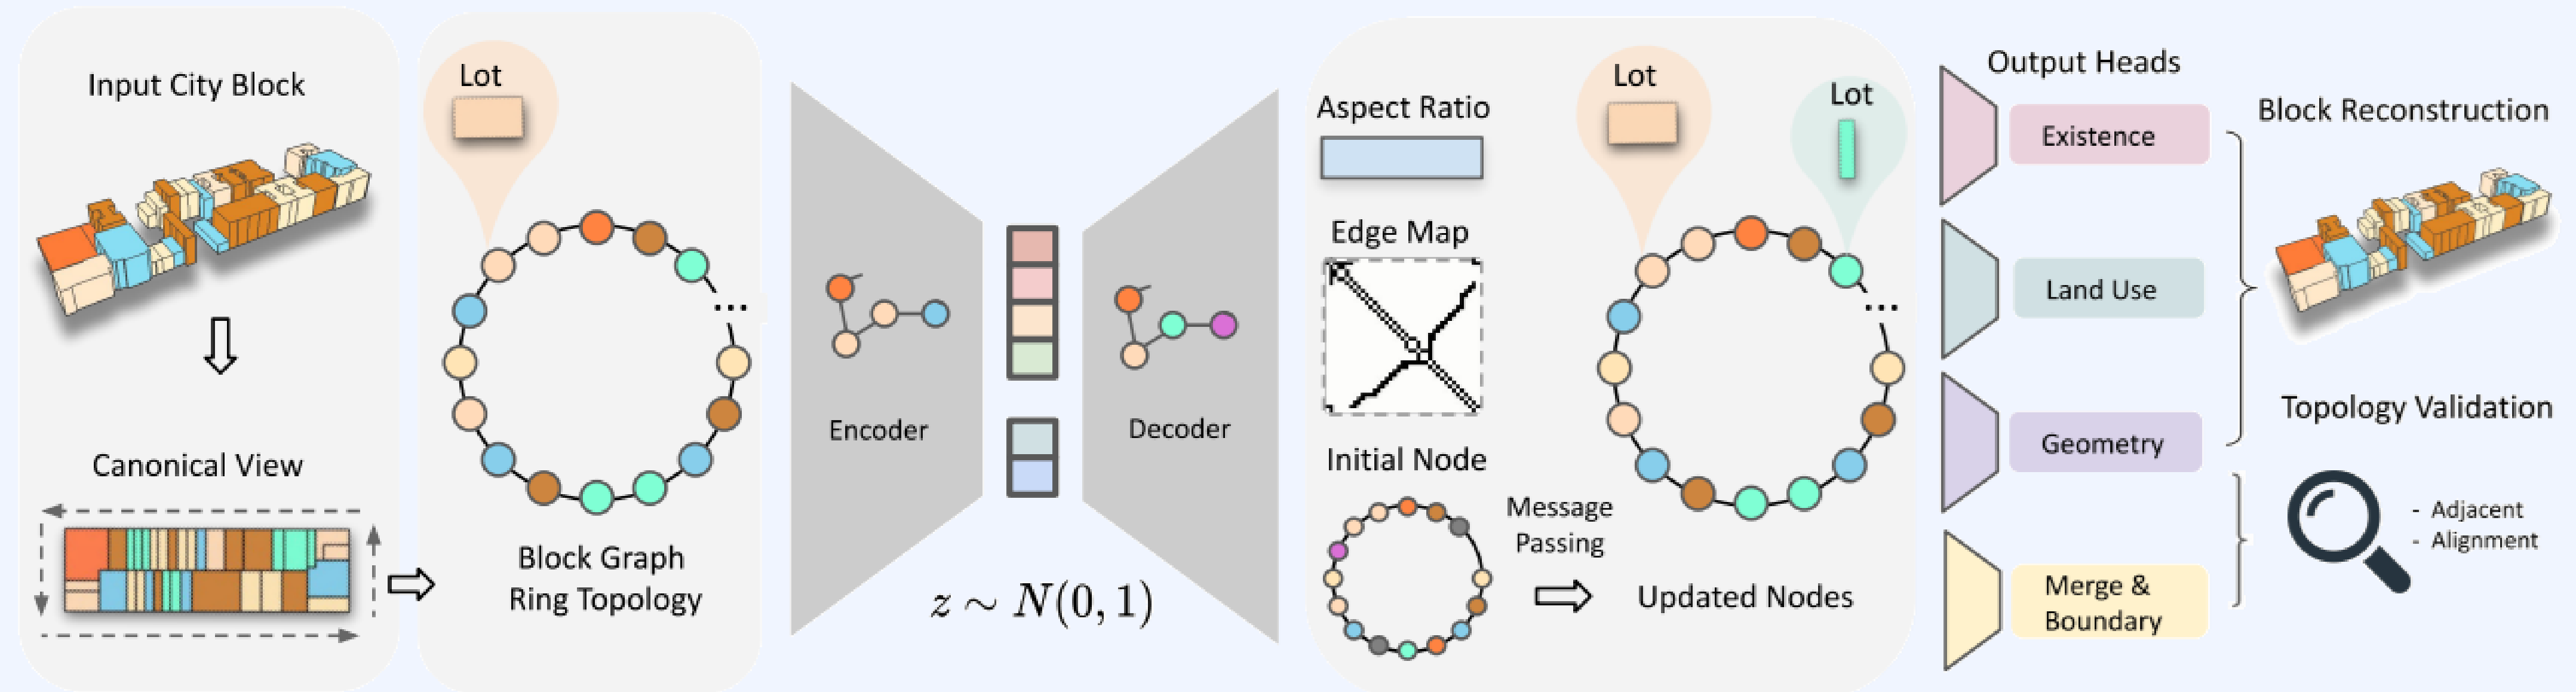 Input City Block
Canonical View
Lot
...
Block Graph
Ring Topology
Encoder
z ∼ N(0, 1)
Decoder
Aspect Ratio
Edge Map
Initial Node
Message
Passing
Lot
Lot
...
Updated Nodes
Output Heads
Existence
Land Use
Geometry
Merge &
Boundary
Block Reconstruction
Topology Validation
- Adjacent
- Alignment